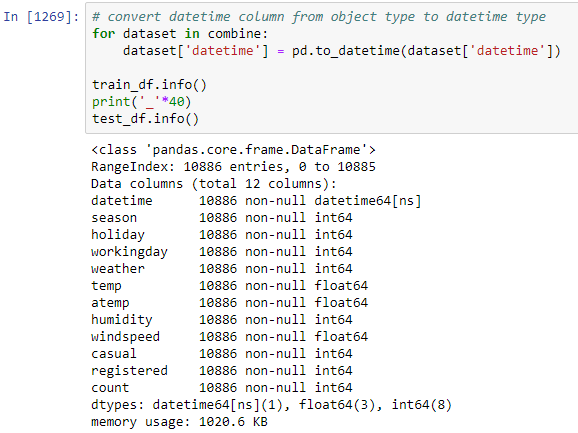 In [1269]:
# convert datetime column from object type to datetime type
for dataset in combine:
    dataset['datetime'] = pd.to_datetime(dataset['datetime'])

train_df.info()
print('_'*40)
test_df.info()
<class 'pandas.core.frame.DataFrame'>
RangeIndex: 10886 entries, 0 to 10885
Data columns (total 12 columns):
datetime      10886 non-null datetime64[ns]
season        10886 non-null int64
holiday       10886 non-null int64
workingday    10886 non-null int64
weather       10886 non-null int64
temp          10886 non-null float64
atemp         10886 non-null float64
humidity      10886 non-null int64
windspeed     10886 non-null float64
casual        10886 non-null int64
registered    10886 non-null int64
count         10886 non-null int64
dtypes: datetime64[ns](1), float64(3), int64(8)
memory usage: 1020.6 KB